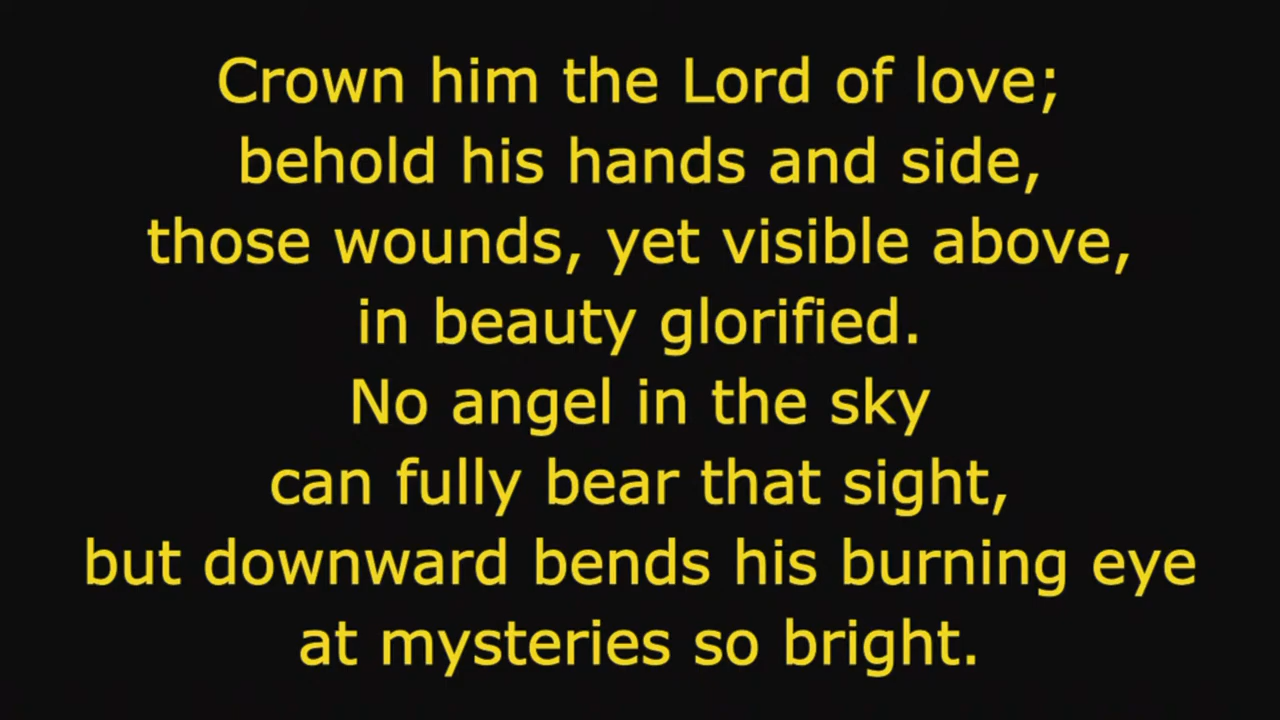 Crown him the Lord of love;
behold his hands and side,
those wounds, yet visible above,
in beauty glorified.
No angel in the sky
can fully bear that sight,
but downward bends his burning eye
at mysteries so bright.